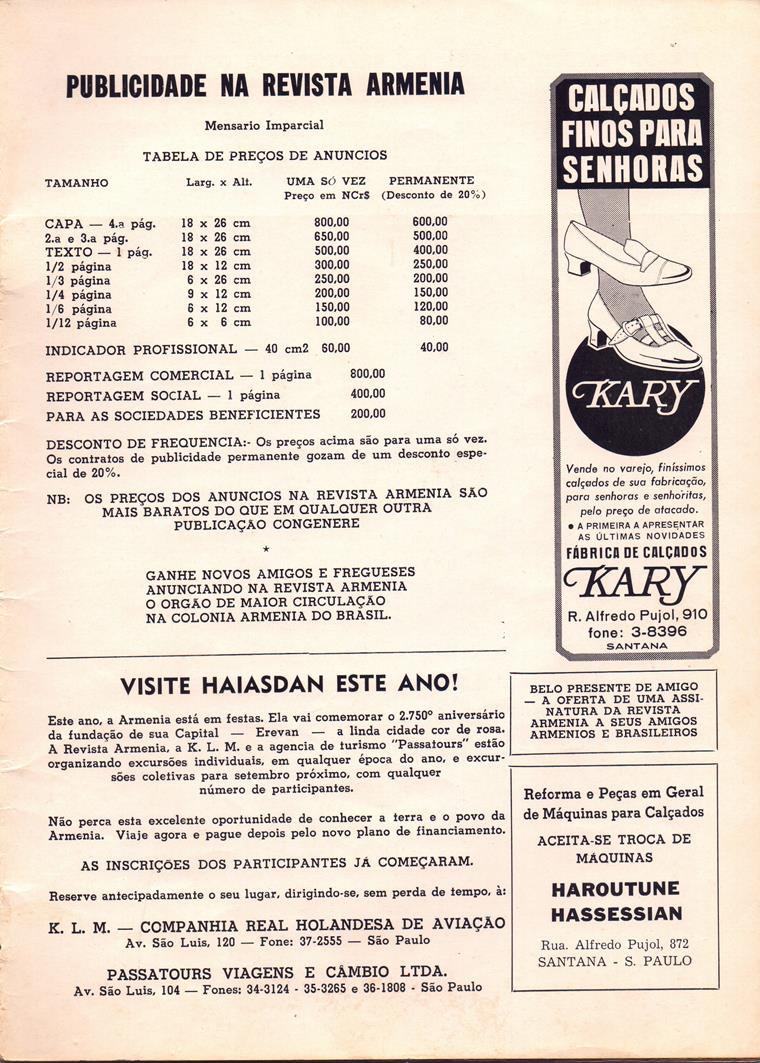 PUBLICIDADE NA REVISTA ARMENIA
Mensario Imparcial
TABELA DE PREÇOS DE ANUNCIOS
TAMANHO Larg. x Alt. UMA SÓ VEZ PERMANENTE
Preço em NCr$ (Desconto de 20%)
CAPA — 4.a pág. 18 x 26 cm 800,00 600,00
2.a e 3.a pág. 18 x 26 cm 650,00 500,00
TEXTO — 1 pág. 18 x 26 cm 500,00 400,00
1/2 página 18 x 12 cm 300,00 250,00
1/3 página 6 x 26 cm 250,00 200,00
1/4 página 9 x 12 cm 200,00 150,00
1/6 página 6 x 12 cm 150,00 120,00
1/12 página 6 x 6 cm 100,00 80,00
INDICADOR PROFISSIONAL — 40 cm2 60,00 40,00
REPORTAGEM COMERCIAL — 1 página 800,00
REPORTAGEM SOCIAL — 1 página 400,00
PARA AS SOCIEDADES BENEFICIENTES 200,00
DESCONTO DE FREQUENCIA:- Os preços acima são para uma só vez.
Os contratos de publicidade permanente gozam de um desconto espe-
cial de 20%.
NB: OS PREÇOS DOS ANUNCIOS NA REVISTA ARMENIA SÃO
MAIS BARATOS DO QUE EM QUALQUER OUTRA
PUBLICAÇÃO CONGENERE
*
GANHE NOVOS AMIGOS E FREGUESES
ANUNCIANDO NA REVISTA ARMENIA
O ORGÃO DE MAIOR CIRCULAÇÃO
NA COLONIA ARMENIA DO BRASIL.
CALÇADOS
FINOS PARA
SENHORAS
KARY
Vende no varejo, finíssimos
calçados de sua fabricação,
para senhoras e senhoritas,
pelo preço de atacado.
• A PRIMEIRA A APRESENTAR
AS ÚLTIMAS NOVIDADES
FÁBRICA DE CALÇADOS
KARY
R. Alfredo Pujol, 910
fone: 3-8396
SANTANA
VISITE HAIASDAN ESTE ANO!
Este ano, a Armenia está em festas. Ela vai comemorar o 2.750º aniversário
da fundação de sua Capital — Erevan — a linda cidade cor de rosa.
A Revista Armenia, a K. L. M. e a agencia de turismo "Passatours" estão
organizando excursões individuais, em qualquer época do ano, e excur-
sões coletivas para setembro próximo, com qualquer
número de participantes.
Não perca esta excelente oportunidade de conhecer a terra e o povo da
Armenia. Viaje agora e pague depois pelo novo plano de financiamento.
AS INSCRIÇÕES DOS PARTICIPANTES JÁ COMEÇARAM.
Reserve antecipadamente o seu lugar, dirigindo-se, sem perda de tempo, à:
K. L. M. — COMPANHIA REAL HOLANDESA DE AVIAÇÃO
Av. São Luis, 120 — Fone: 37-2555 — São Paulo
PASSATOURS VIAGENS E CÂMBIO LTDA.
Av. São Luis, 104 — Fones: 34-3124 - 35-3265 e 36-1808 - São Paulo
BELO PRESENTE DE AMIGO
— A OFERTA DE UMA ASSI-
NATURA DA REVISTA
ARMENIA A SEUS AMIGOS
ARMENIOS E BRASILEIROS
Reforma e Peças em Geral
de Máquinas para Calçados
ACEITA-SE TROCA DE
MÁQUINAS
HAROUTUNE
HASSESSIAN
Rua. Alfredo Pujol, 872
SANTANA - S. PAULO